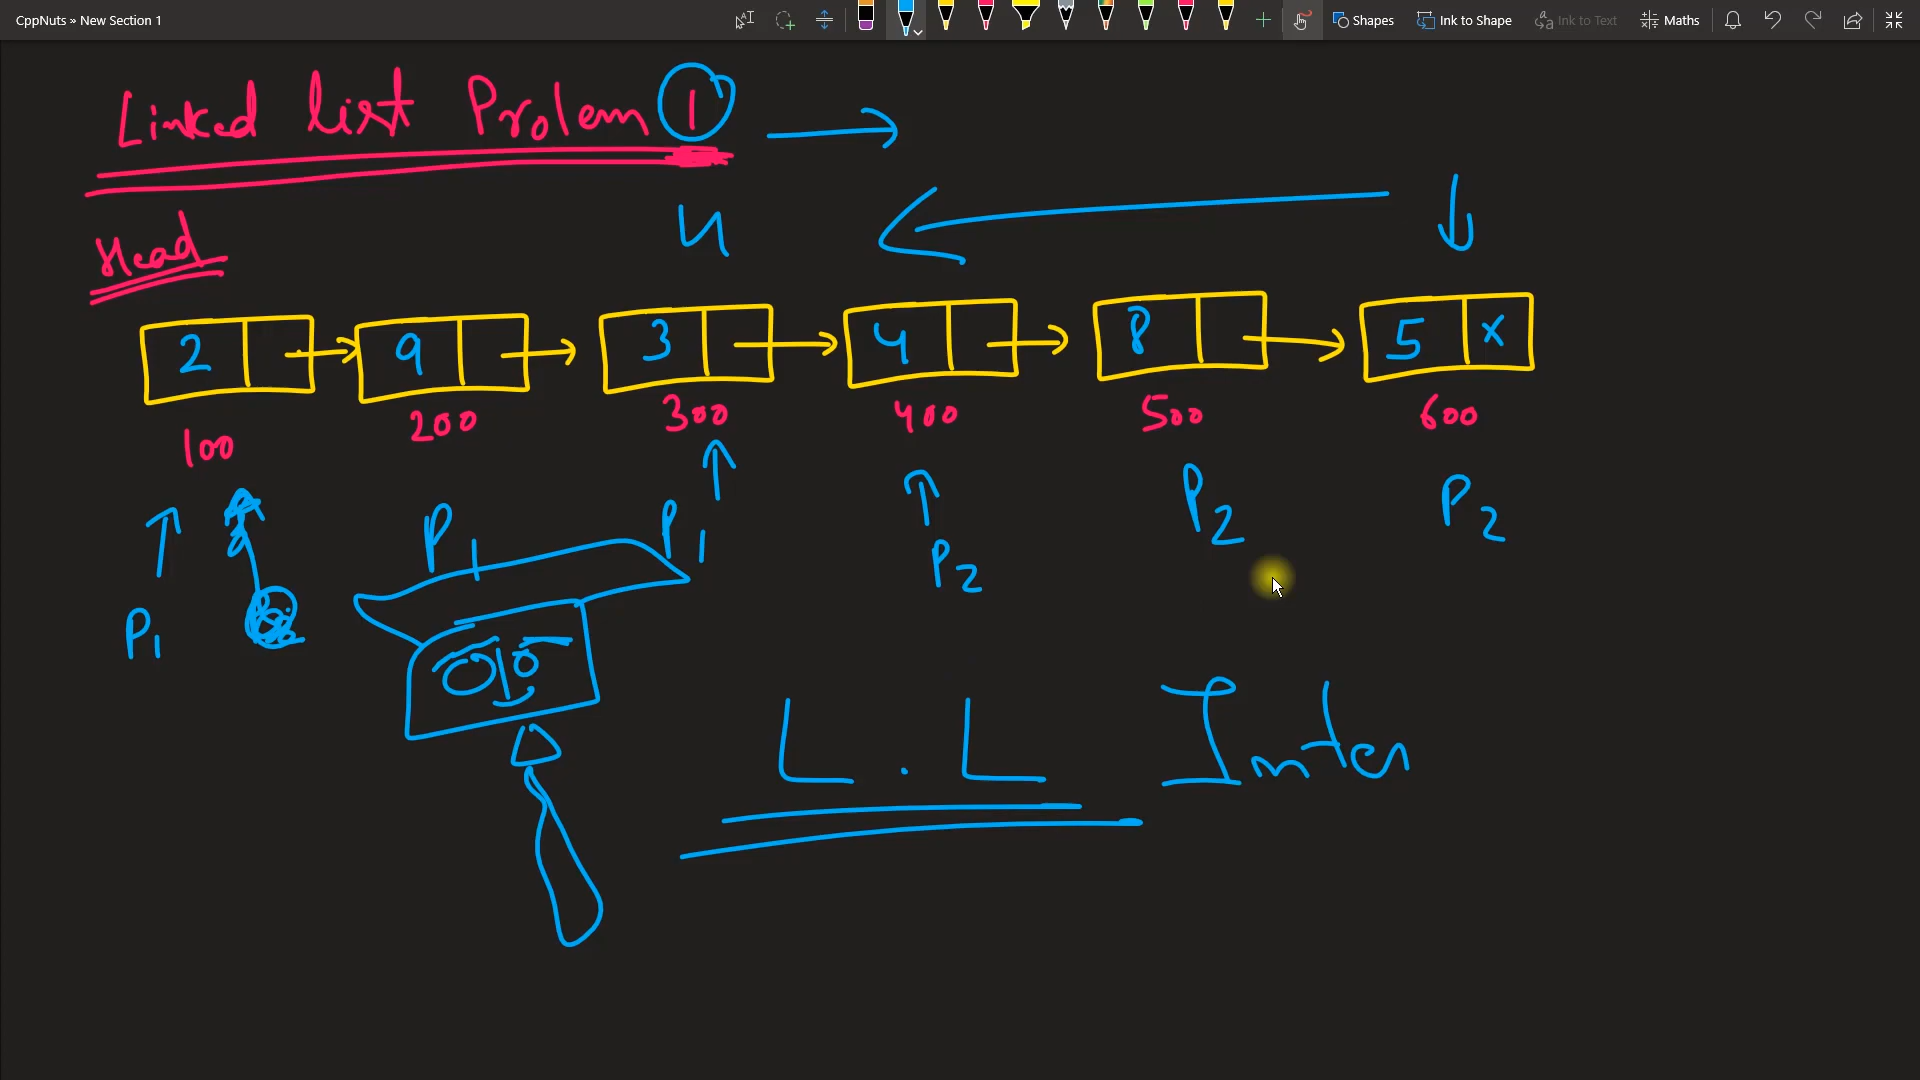 CppNuts » New Section 1
Shapes Ink to Shape Ink to Text Maths
Linked list Prolem 1
Head
2 9 3 4 8 5 x
100 200 300 400 500 600
P1 P1 P1 P2 P2 P2
L.L